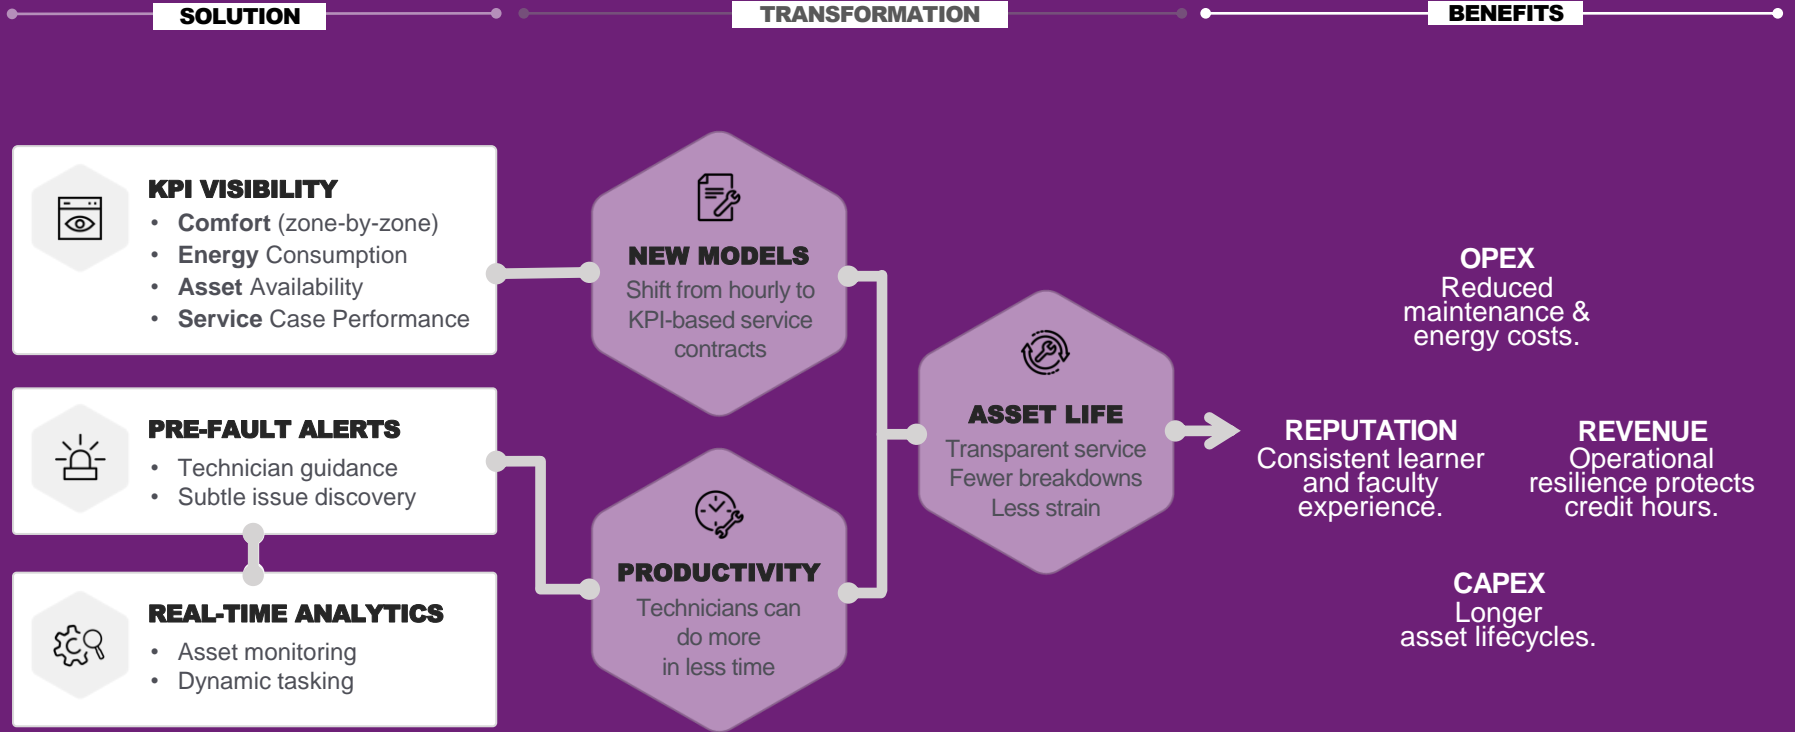 SOLUTION
TRANSFORMATION
BENEFITS
KPI VISIBILITY
• Comfort (zone-by-zone)
• Energy Consumption
• Asset Availability
• Service Case Performance
PRE-FAULT ALERTS
• Technician guidance
• Subtle issue discovery
REAL-TIME ANALYTICS
• Asset monitoring
• Dynamic tasking
NEW MODELS
Shift from hourly to
KPI-based service
contracts
PRODUCTIVITY
Technicians can
do more
in less time
ASSET LIFE
Transparent service
Fewer breakdowns
Less strain
OPEX
Reduced
maintenance &
energy costs.
REPUTATION
Consistent learner
and faculty
experience.
REVENUE
Operational
resilience protects
credit hours.
CAPEX
Longer
asset lifecycles.